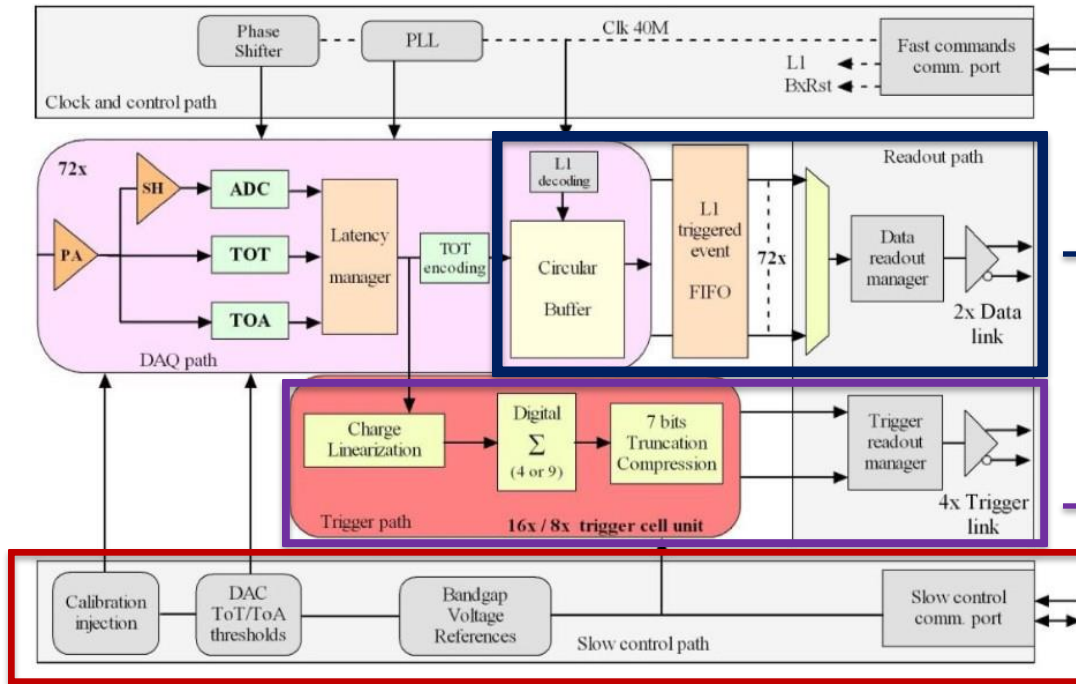 Phase
Shifter
PLL
Clk 40M
L1
BxRst
Fast commands
comm. port
Clock and control path
72x
SH
PA
ADC
TOT
TOA
Latency
manager
TOT
encoding
L1
decoding
Circular
Buffer
DAQ path
L1
triggered
event
FIFO
72x
Readout path
Data
readout
manager
2x Data
link
Charge
Linearization
Digital
Σ
(4 or 9)
7 bits
Truncation
Compression
Trigger path
16x / 8x trigger cell unit
Trigger
readout
manager
4x Trigger
link
Calibration
injection
DAC
ToT/ToA
thresholds
Bandgap
Voltage
References
Slow control path
Slow control
comm. port